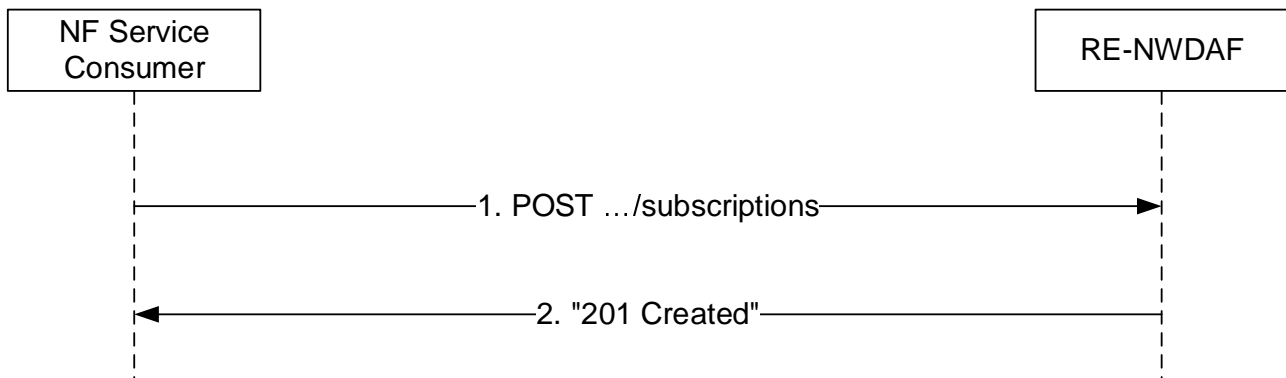 NF Service
Consumer
RE-NWDAF
1. POST …/subscriptions
2. "201 Created"